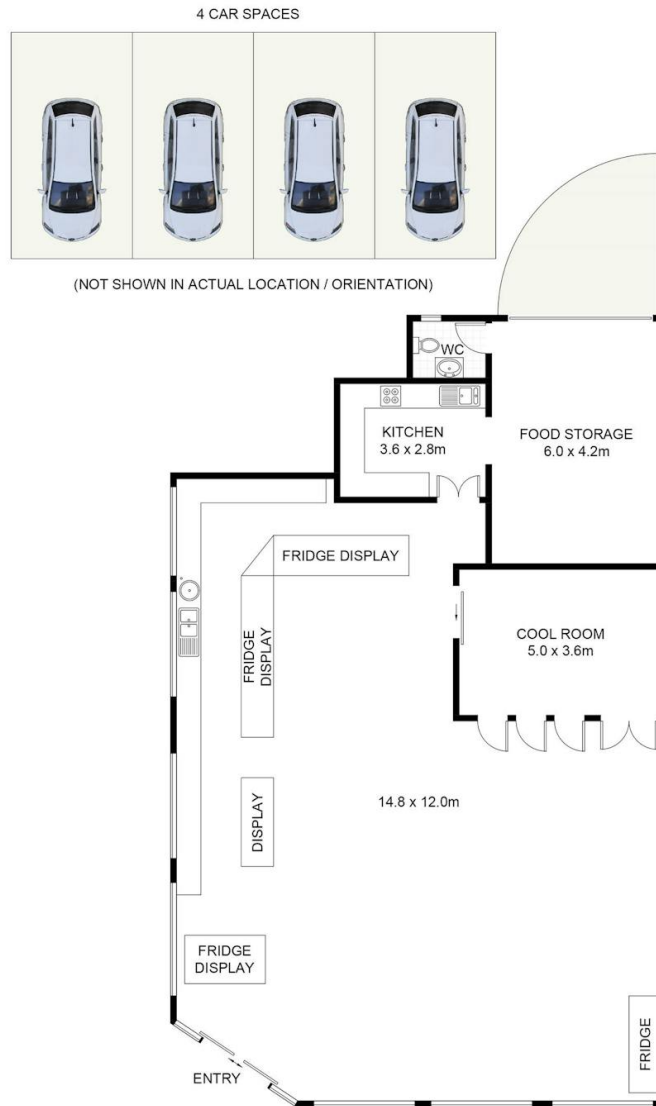 4 CAR SPACES
(NOT SHOWN IN ACTUAL LOCATION / ORIENTATION)
WC
KITCHEN
3.6 x 2.8m
FOOD STORAGE
6.0 x 4.2m
FRIDGE DISPLAY
FRIDGE
DISPLAY
COOL ROOM
5.0 x 3.6m
14.8 x 12.0m
DISPLAY
FRIDGE
DISPLAY
FRIDGE
ENTRY